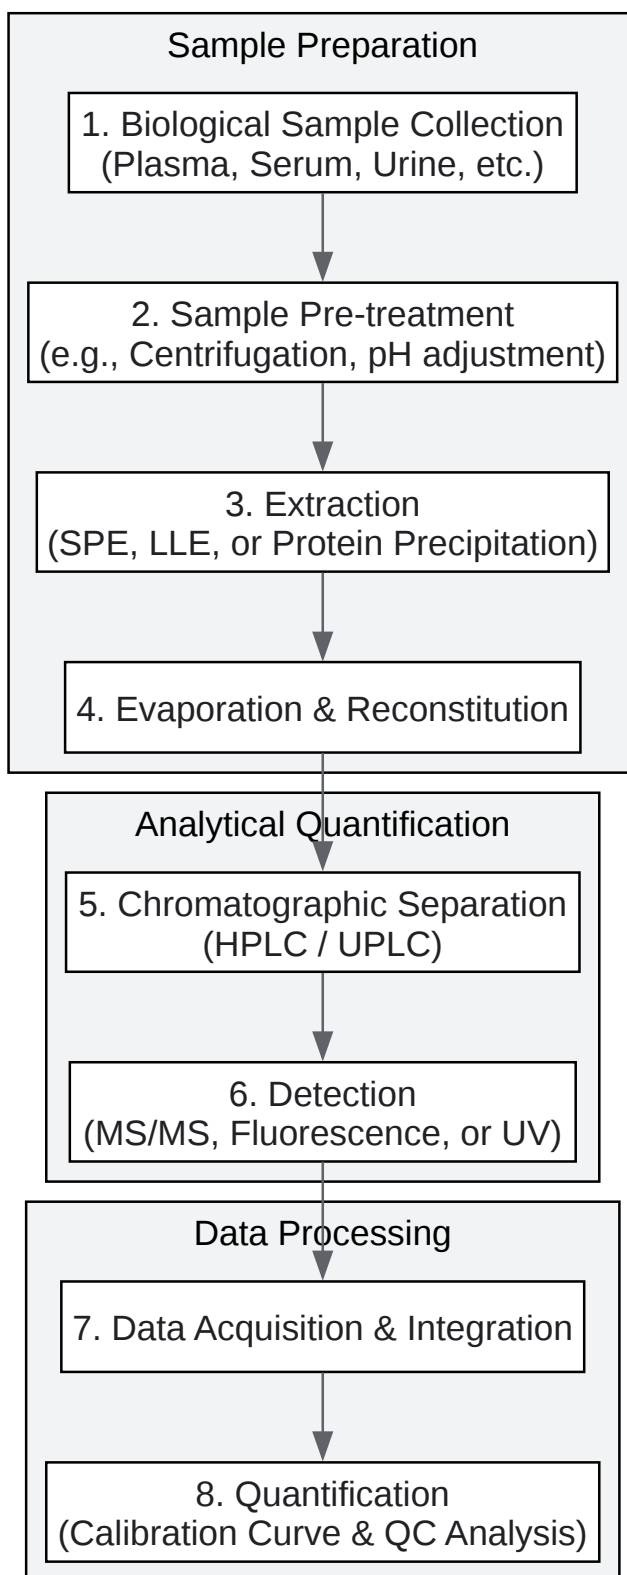 Sample Preparation
1. Biological Sample Collection
(Plasma, Serum, Urine, etc.)
2. Sample Pre-treatment
(e.g., Centrifugation, pH adjustment)
3. Extraction
(SPE, LLE, or Protein Precipitation)
4. Evaporation & Reconstitution
Analytical Quantification
5. Chromatographic Separation
(HPLC / UPLC)
6. Detection
(MS/MS, Fluorescence, or UV)
Data Processing
7. Data Acquisition & Integration
8. Quantification
(Calibration Curve & QC Analysis)